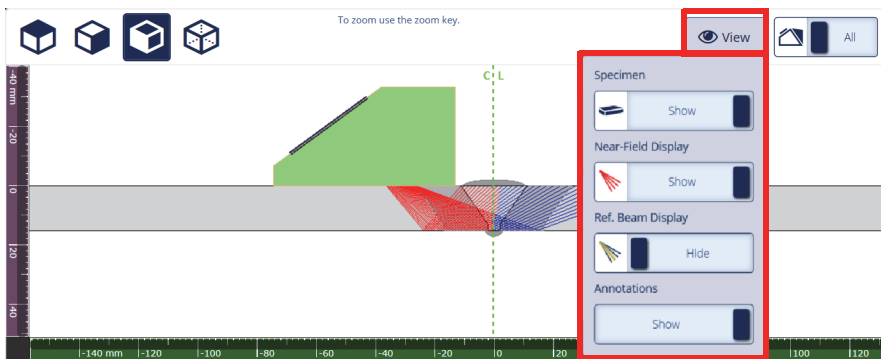 To zoom use the zoom key.
View
All
Specimen
Show
Near-Field Display
Show
Ref. Beam Display
Hide
Annotations
Show
C L
-40 mm
-20
0
20
40
-140 mm
-120
-100
-80
-60
-40
-20
0
20
100
120